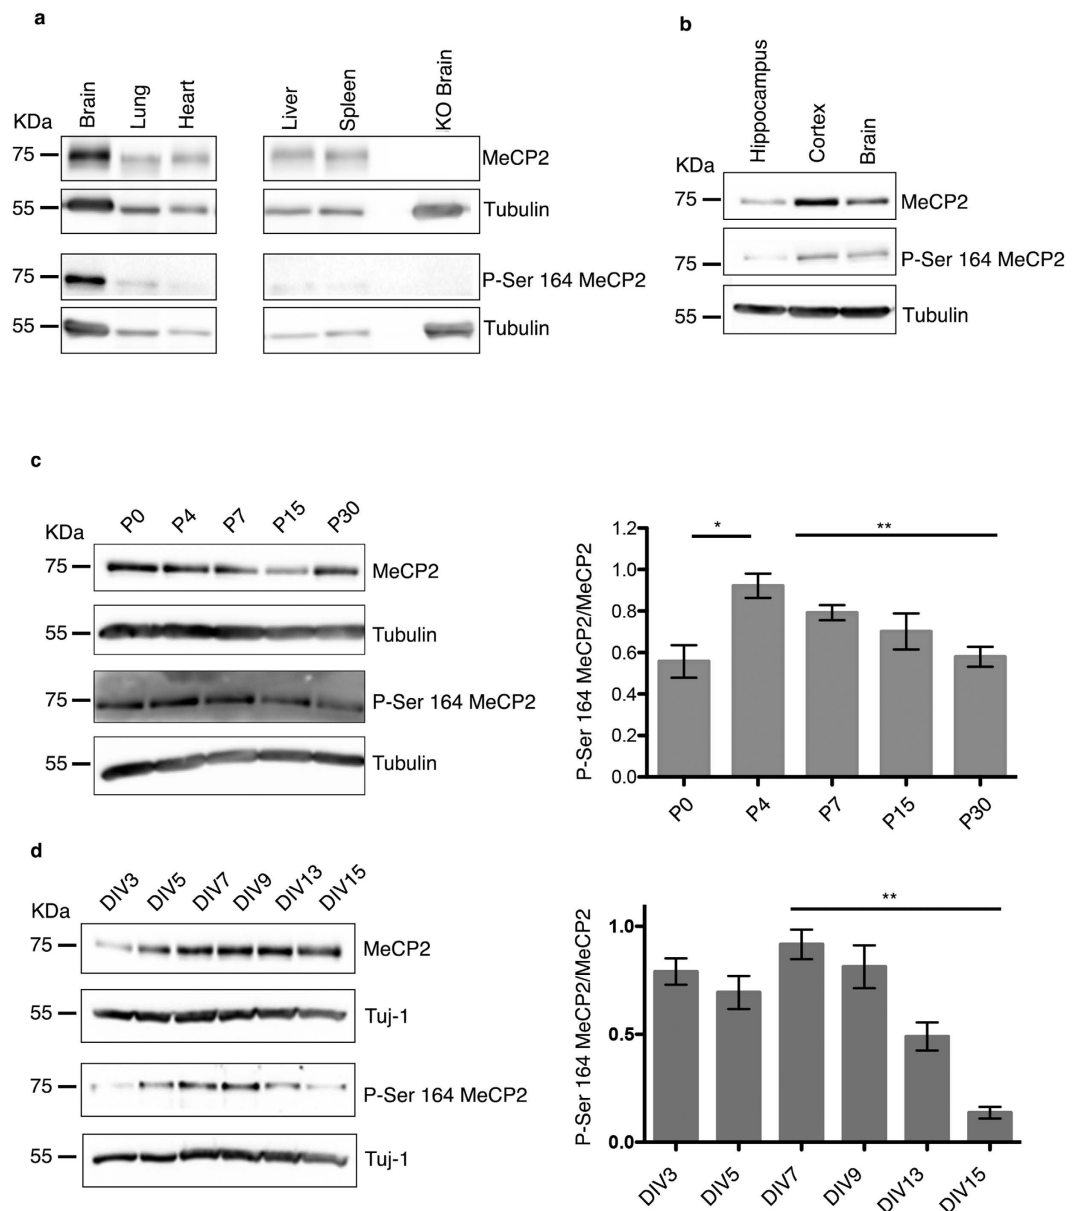 a
KDa
Brain
Lung
Heart
Liver
Spleen
KO Brain
75
MeCP2
55
Tubulin
75
P-Ser 164 MeCP2
55
Tubulin
b
KDa
Hippocampus
Cortex
Brain
75
MeCP2
75
P-Ser 164 MeCP2
55
Tubulin
c
KDa
P0
P4
P7
P15
P30
75
MeCP2
55
Tubulin
75
P-Ser 164 MeCP2
55
Tubulin
P-Ser 164 MeCP2/MeCP2
1.2
1.0
0.8
0.6
0.4
0.2
0.0
*
**
P0
P4
P7
P15
P30
d
KDa
DIV3
DIV5
DIV7
DIV9
DIV13
DIV15
75
MeCP2
55
Tuj-1
75
P-Ser 164 MeCP2
55
Tuj-1
P-Ser 164 MeCP2/MeCP2
1.0
0.5
0.0
**
DIV3
DIV5
DIV7
DIV9
DIV13
DIV15